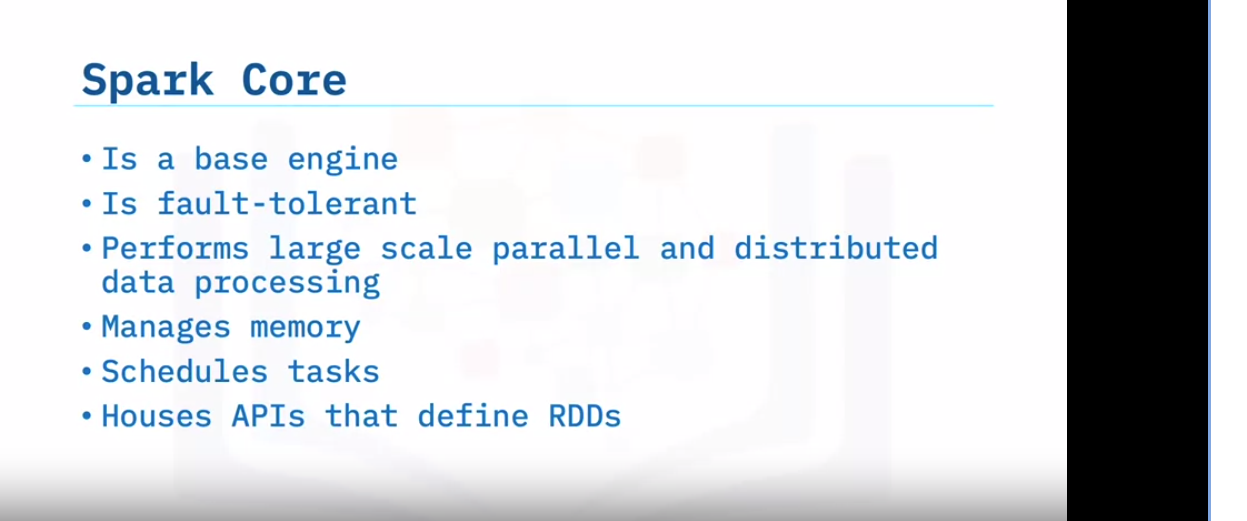 Spark Core
• Is a base engine
• Is fault-tolerant
• Performs large scale parallel and distributed
data processing
• Manages memory
• Schedules tasks
• Houses APIs that define RDDs